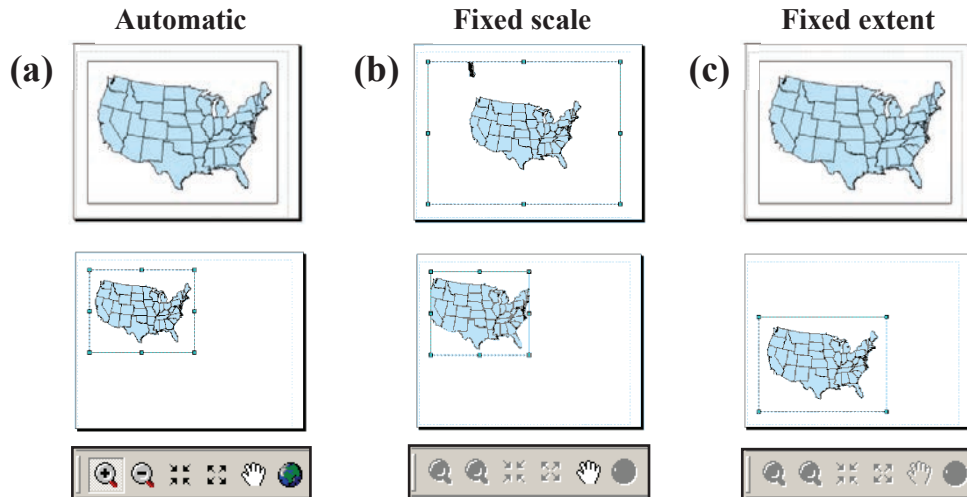 Automatic
Fixed scale
Fixed extent
(a)
(b)
(c)